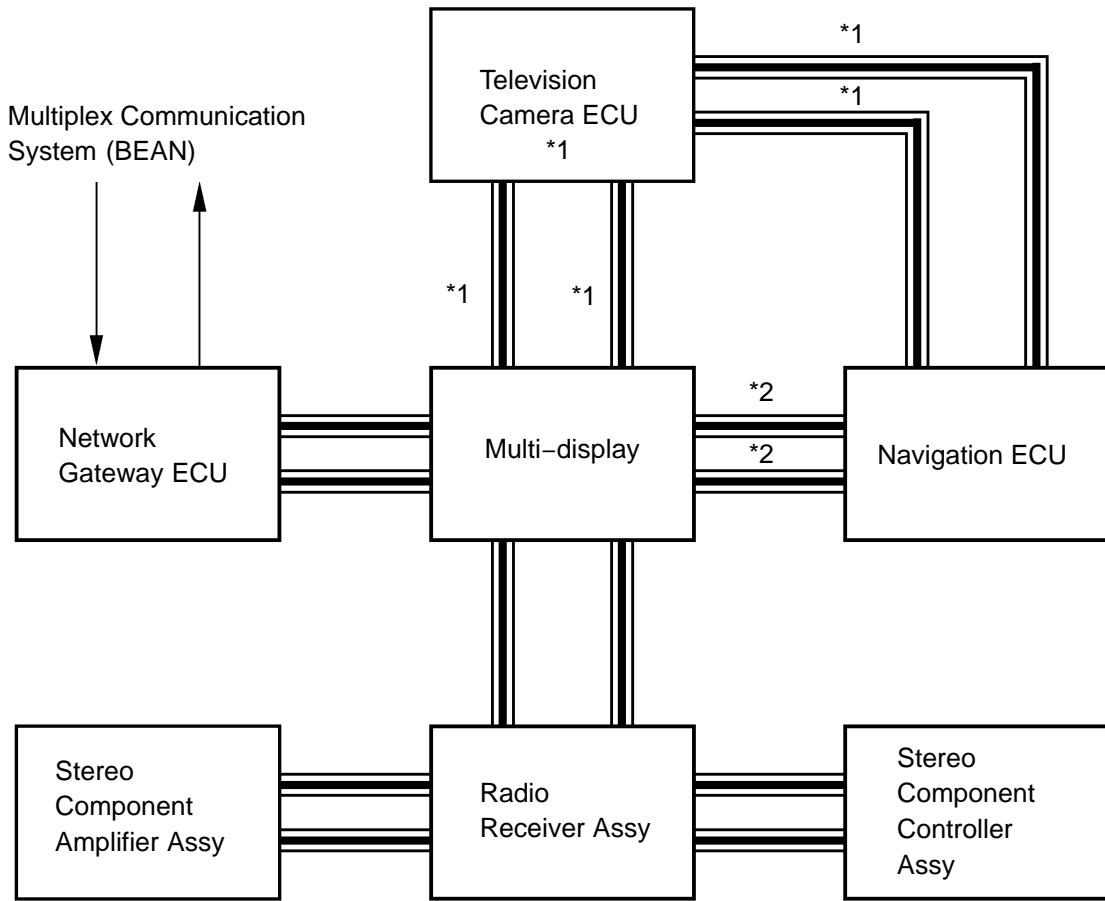 *1
Television
Camera ECU
*1
*1
Multiplex Communication
System (BEAN)
*1
*1
*2
Network
Gateway ECU
Multi−display
*2
Navigation ECU
Stereo
Component
Amplifier Assy
Radio
Receiver Assy
Stereo
Component
Controller
Assy